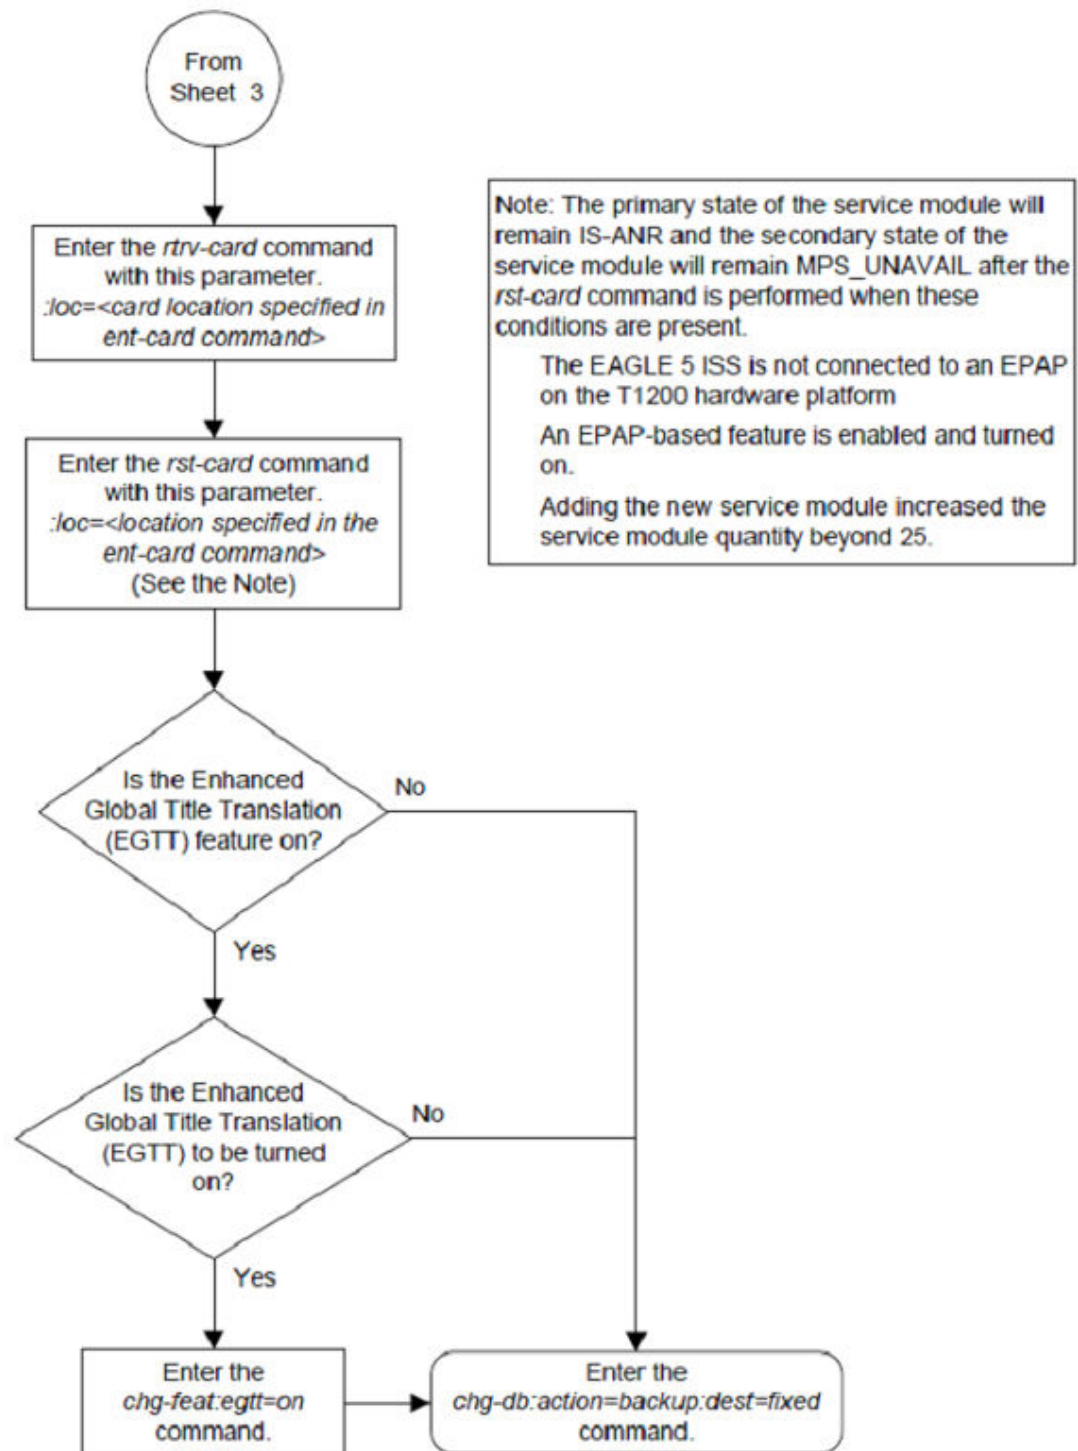 From
Sheet 3
Enter the rtrv-card command
with this parameter.
:loc=<card location specified in
ent-card command>
Note: The primary state of the service module will
remain IS-ANR and the secondary state of the
service module will remain MPS_UNAVAIL after the
rst-card command is performed when these
conditions are present.
The EAGLE 5 ISS is not connected to an EPAP
on the T1200 hardware platform
An EPAP-based feature is enabled and turned
on.
Adding the new service module increased the
service module quantity beyond 25.
Enter the rst-card command
with this parameter.
:loc=<location specified in the
ent-card command>
(See the Note)
Is the Enhanced
Global Title Translation
(EGTT) feature on?
No
Yes
Is the Enhanced
Global Title Translation
(EGTT) to be turned
on?
No
Yes
Enter the
chg-feat:egtt=on
command.
Enter the
chg-db:action=backup:dest=fixed
command.